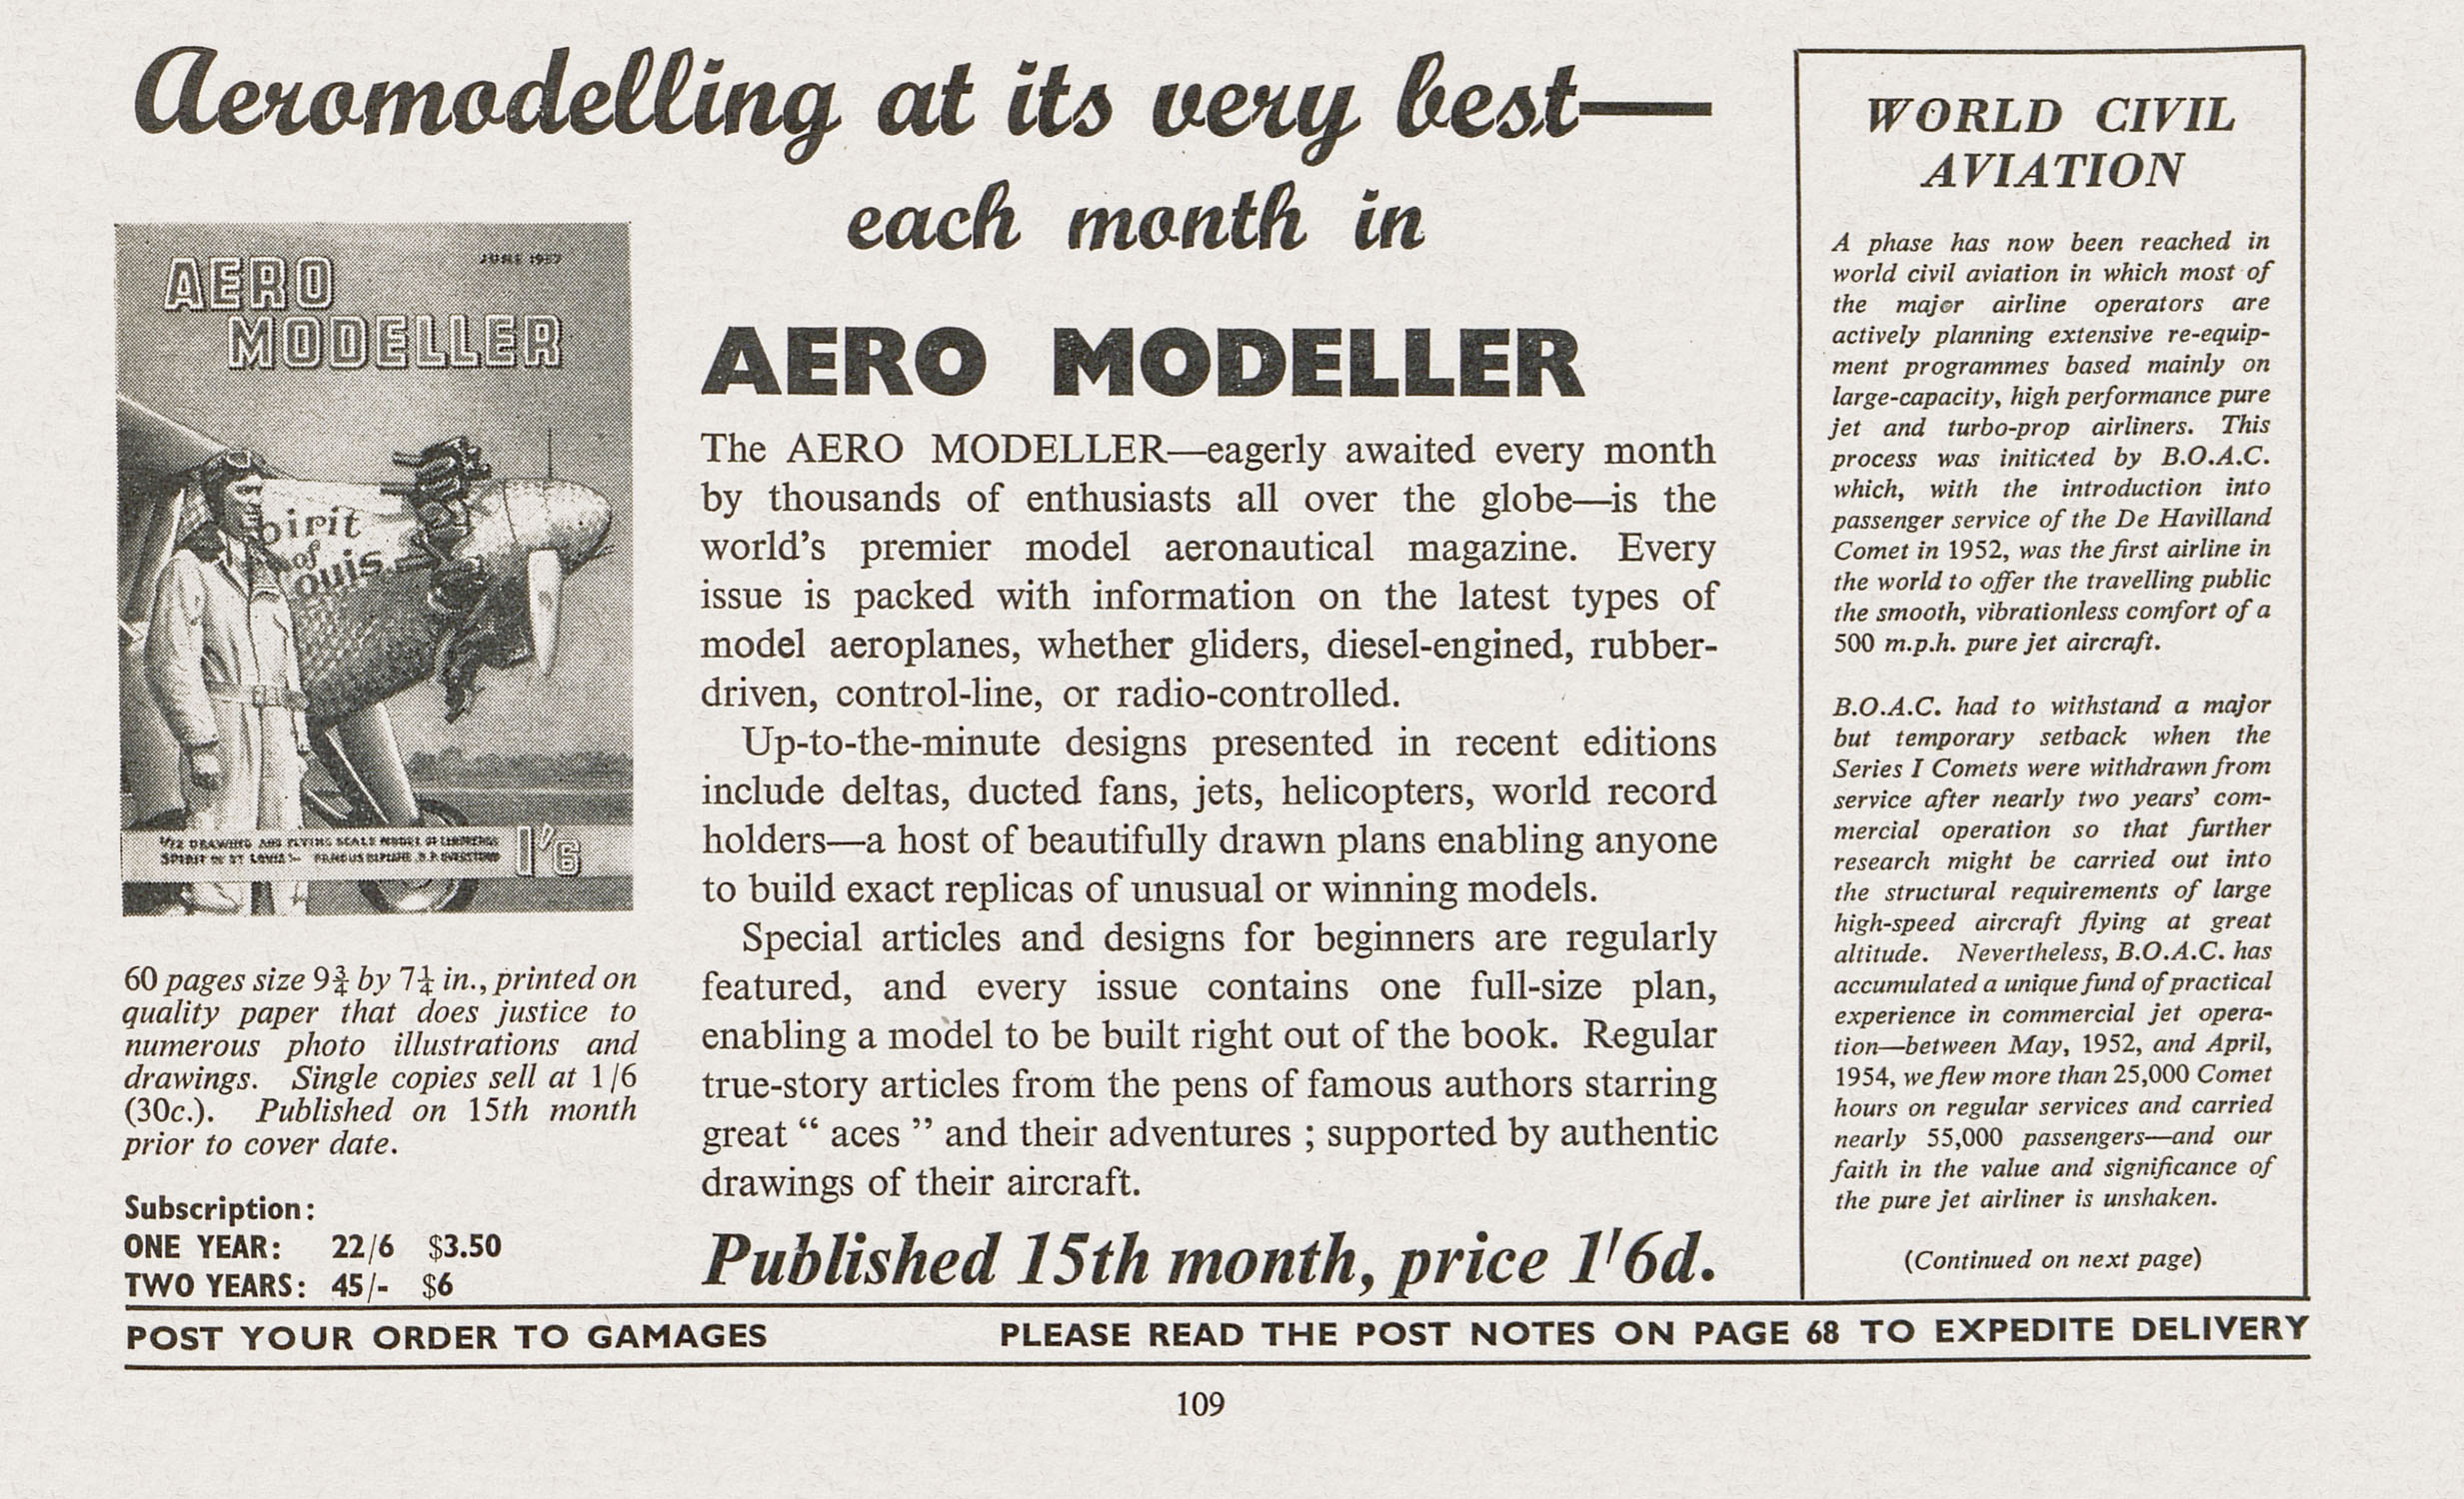 Aeromodelling at its very best—
each month in
AERO
MODELLER
JUNE 1957
pirit
of
ouis
1/72 DRAWING AND FLYING SCALE MODEL OF
SPIRIT OF ST LOUIS
1'6
60 pages size 9¾ by 7¼ in., printed on
quality paper that does justice to
numerous photo illustrations and
drawings. Single copies sell at 1/6
(30c.). Published on 15th month
prior to cover date.
Subscription:
ONE YEAR: 22/6 $3.50
TWO YEARS: 45/- $6
AERO MODELLER
The AERO MODELLER—eagerly awaited every month
by thousands of enthusiasts all over the globe—is the
world's premier model aeronautical magazine. Every
issue is packed with information on the latest types of
model aeroplanes, whether gliders, diesel-engined, rubber-
driven, control-line, or radio-controlled.
Up-to-the-minute designs presented in recent editions
include deltas, ducted fans, jets, helicopters, world record
holders—a host of beautifully drawn plans enabling anyone
to build exact replicas of unusual or winning models.
Special articles and designs for beginners are regularly
featured, and every issue contains one full-size plan,
enabling a model to be built right out of the book. Regular
true-story articles from the pens of famous authors starring
great “ aces ” and their adventures ; supported by authentic
drawings of their aircraft.
Published 15th month, price 1'6d.
WORLD CIVIL
AVIATION
A phase has now been reached in
world civil aviation in which most of
the major airline operators are
actively planning extensive re-equip-
ment programmes based mainly on
large-capacity, high performance pure
jet and turbo-prop airliners. This
process was initiated by B.O.A.C.
which, with the introduction into
passenger service of the De Havilland
Comet in 1952, was the first airline in
the world to offer the travelling public
the smooth, vibrationless comfort of a
500 m.p.h. pure jet aircraft.
B.O.A.C. had to withstand a major
but temporary setback when the
Series I Comets were withdrawn from
service after nearly two years' com-
mercial operation so that further
research might be carried out into
the structural requirements of large
high-speed aircraft flying at great
altitude. Nevertheless, B.O.A.C. has
accumulated a unique fund of practical
experience in commercial jet opera-
tion—between May, 1952, and April,
1954, we flew more than 25,000 Comet
hours on regular services and carried
nearly 55,000 passengers—and our
faith in the value and significance of
the pure jet airliner is unshaken.
(Continued on next page)
POST YOUR ORDER TO GAMAGES
PLEASE READ THE POST NOTES ON PAGE 68 TO EXPEDITE DELIVERY
109